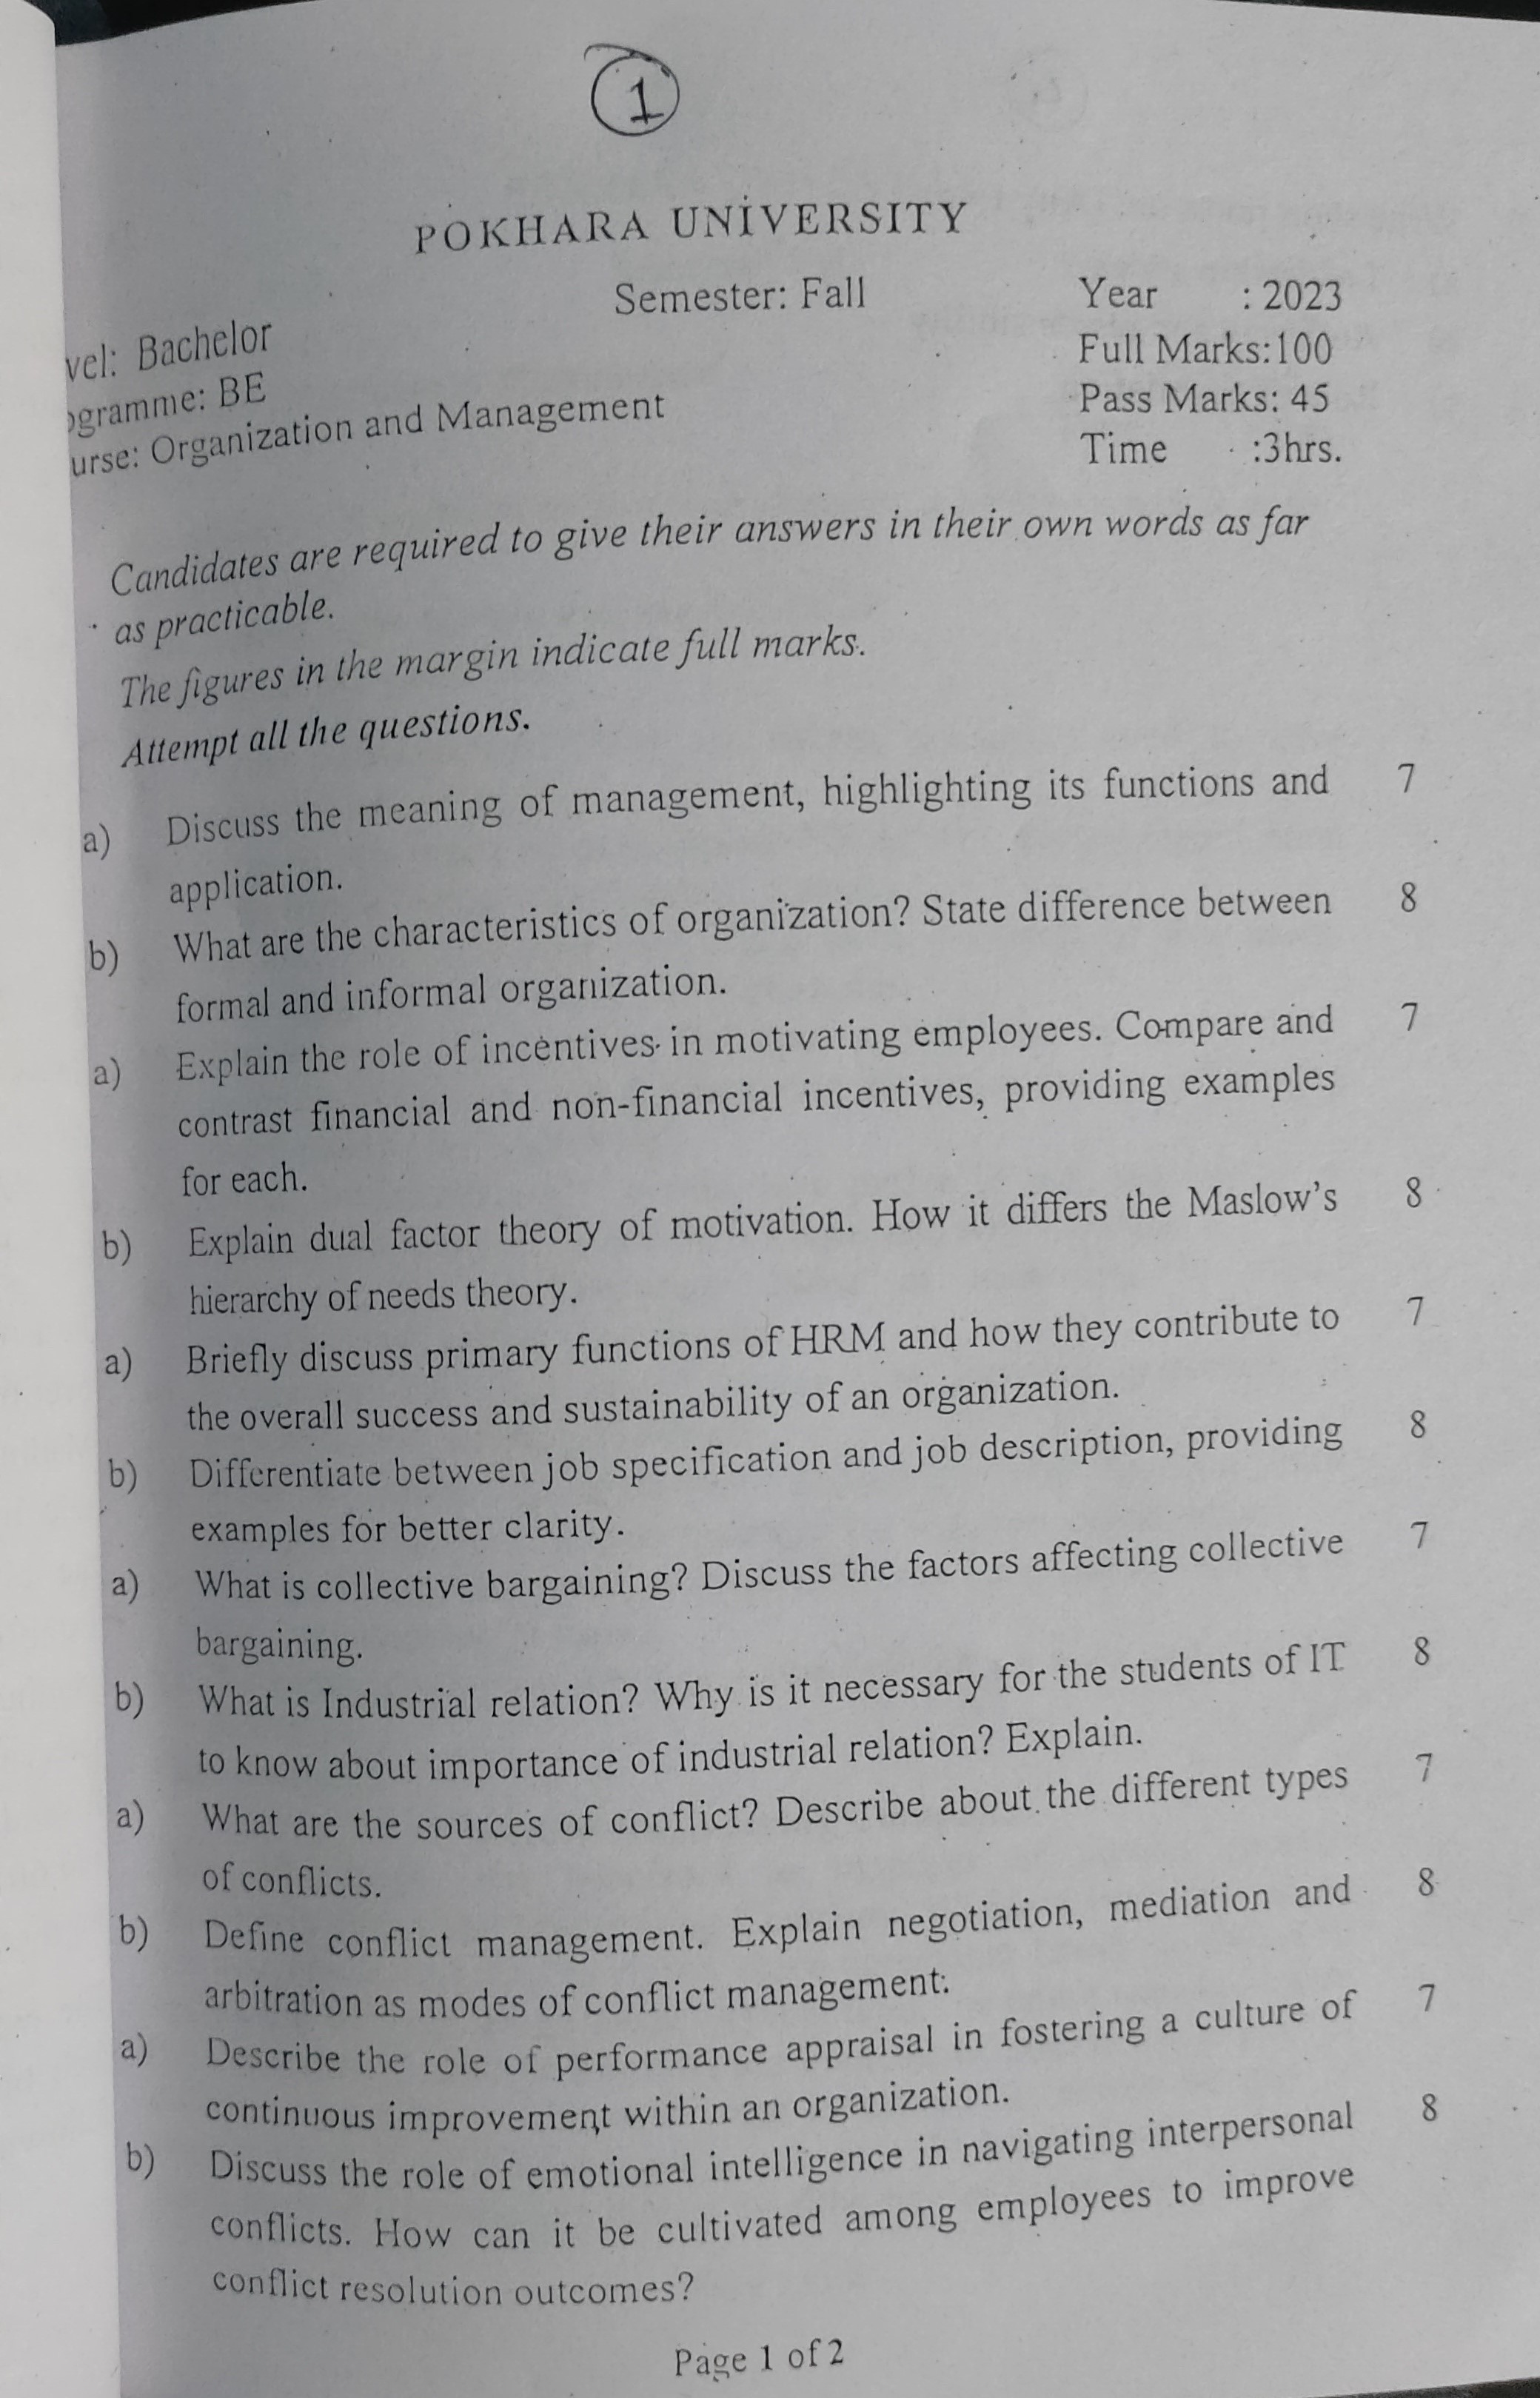 1
POKHARA UNIVERSITY
Semester: Fall
Year : 2023
vel: Bachelor
Full Marks:100
ogramme: BE
Pass Marks: 45
urse: Organization and Management
Time :3hrs.
Candidates are required to give their answers in their own words as far
as practicable.
The figures in the margin indicate full marks.
Attempt all the questions.
a) Discuss the meaning of management, highlighting its functions and 7
application.
b) What are the characteristics of organization? State difference between 8
formal and informal organization.
a) Explain the role of incentives in motivating employees. Compare and 7
contrast financial and non-financial incentives, providing examples
for each.
b) Explain dual factor theory of motivation. How it differs the Maslow's 8
hierarchy of needs theory.
a) Briefly discuss primary functions of HRM and how they contribute to 7
the overall success and sustainability of an organization.
b) Differentiate between job specification and job description, providing 8
examples for better clarity.
a) What is collective bargaining? Discuss the factors affecting collective 7
bargaining.
b) What is Industrial relation? Why is it necessary for the students of IT 8
to know about importance of industrial relation? Explain.
a) What are the sources of conflict? Describe about the different types 7
of conflicts.
b) Define conflict management. Explain negotiation, mediation and 8
arbitration as modes of conflict management.
a) Describe the role of performance appraisal in fostering a culture of 7
continuous improvement within an organization.
b) Discuss the role of emotional intelligence in navigating interpersonal 8
conflicts. How can it be cultivated among employees to improve
conflict resolution outcomes?
Page 1 of 2